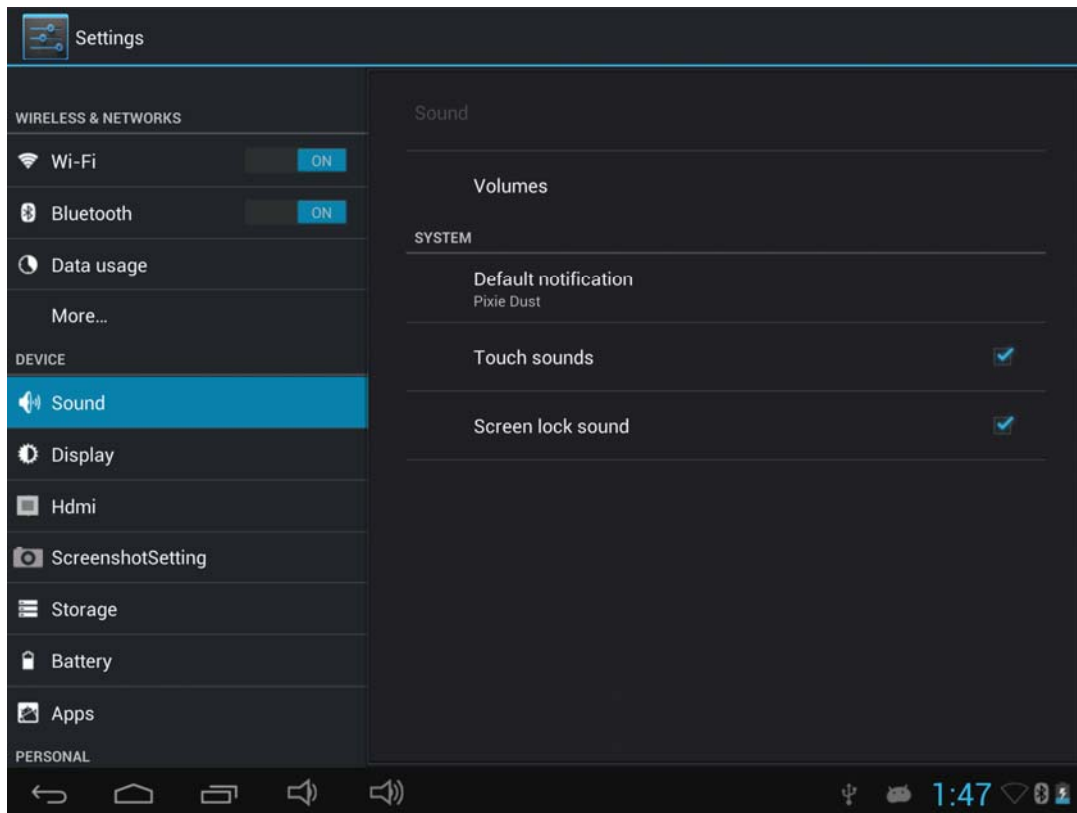 Settings
WIRELESS & NETWORKS
Wi-Fi ON
Bluetooth ON
Data usage
More...
DEVICE
Sound
Display
Hdmi
ScreenshotSetting
Storage
Battery
Apps
PERSONAL
Sound
Volumes
SYSTEM
Default notification
Pixie Dust
Touch sounds
Screen lock sound
1:47